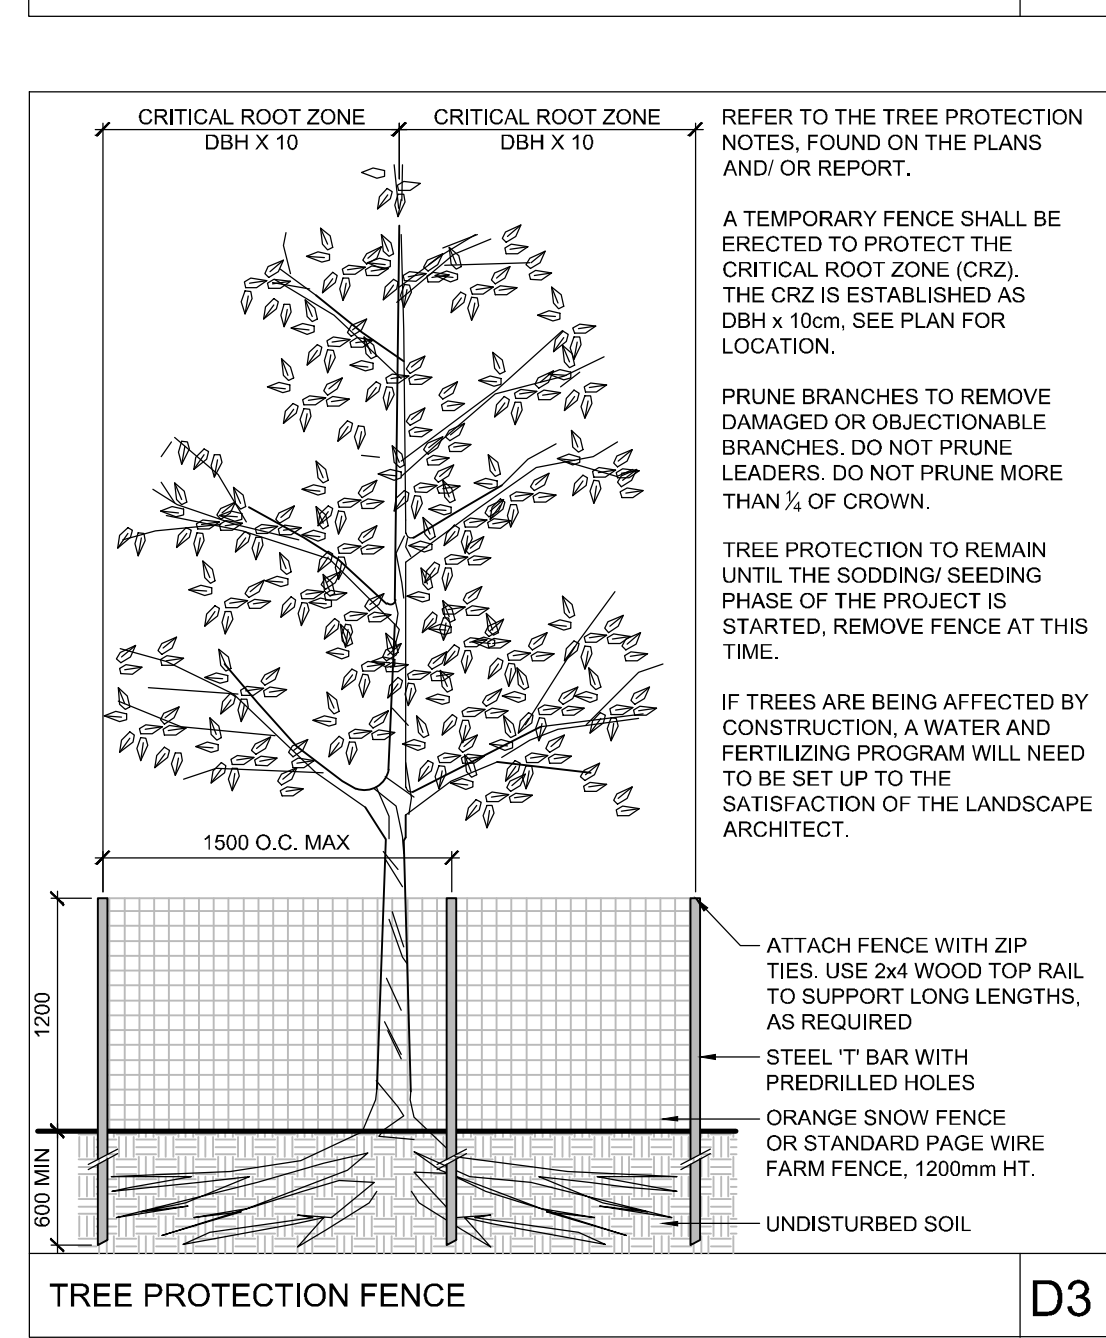 CRITICAL ROOT ZONE
DBH X 10
CRITICAL ROOT ZONE
DBH X 10
REFER TO THE TREE PROTECTION
NOTES, FOUND ON THE PLANS
AND/ OR REPORT.
A TEMPORARY FENCE SHALL BE
ERECTED TO PROTECT THE
CRITICAL ROOT ZONE (CRZ).
THE CRZ IS ESTABLISHED AS
DBH x 10cm, SEE PLAN FOR
LOCATION.
PRUNE BRANCHES TO REMOVE
DAMAGED OR OBJECTIONABLE
BRANCHES. DO NOT PRUNE
LEADERS. DO NOT PRUNE MORE
THAN ¼ OF CROWN.
TREE PROTECTION TO REMAIN
UNTIL THE SODDING/ SEEDING
PHASE OF THE PROJECT IS
STARTED, REMOVE FENCE AT THIS
TIME.
IF TREES ARE BEING AFFECTED BY
CONSTRUCTION, A WATER AND
FERTILIZING PROGRAM WILL NEED
TO BE SET UP TO THE
SATISFACTION OF THE LANDSCAPE
ARCHITECT.
1500 O.C. MAX
1200
600 MIN
ATTACH FENCE WITH ZIP
TIES. USE 2x4 WOOD TOP RAIL
TO SUPPORT LONG LENGTHS,
AS REQUIRED
STEEL 'T' BAR WITH
PREDRILLED HOLES
ORANGE SNOW FENCE
OR STANDARD PAGE WIRE
FARM FENCE, 1200mm HT.
UNDISTURBED SOIL
TREE PROTECTION FENCE
D3